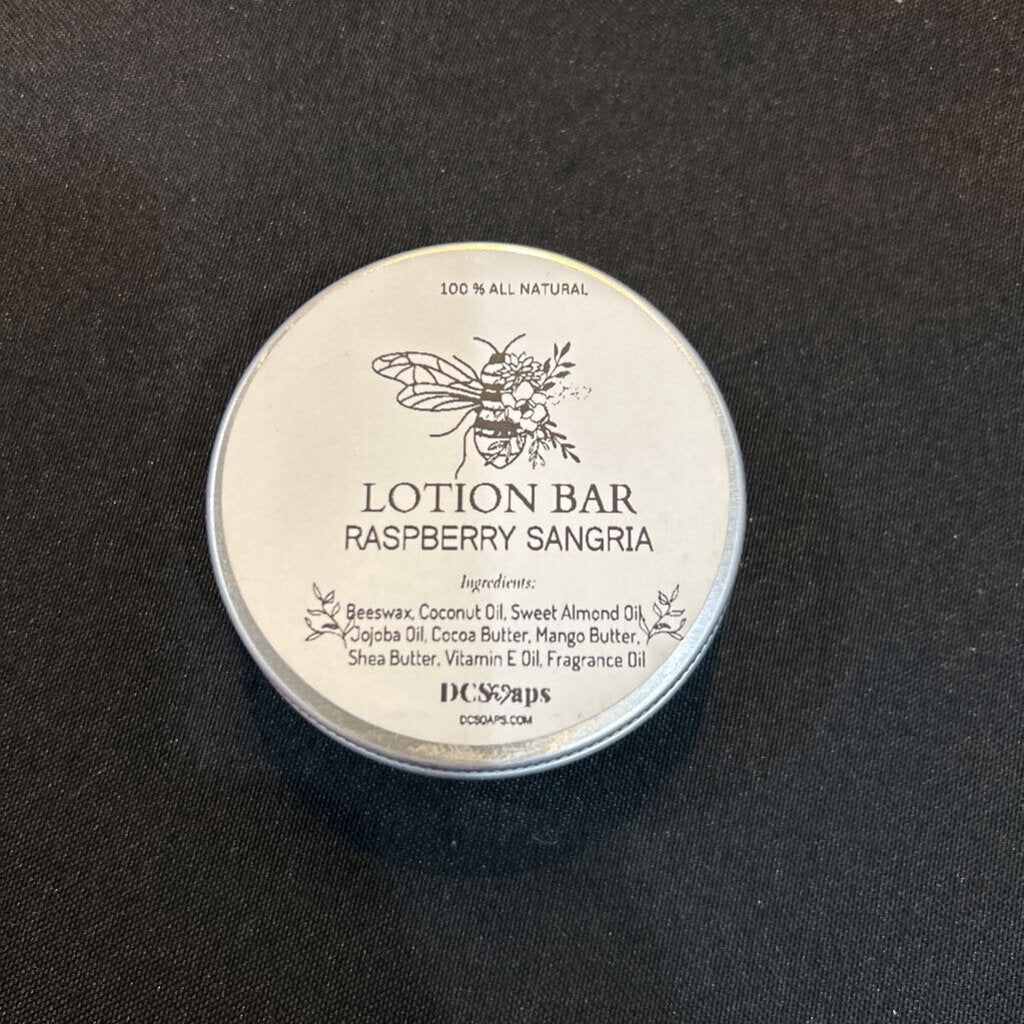 100 % ALL NATURAL
LOTION BAR
RASPBERRY SANGRIA
Ingredients:
Beeswax, Coconut Oil, Sweet Almond Oil,
Jojoba Oil, Cocoa Butter, Mango Butter,
Shea Butter, Vitamin E Oil, Fragrance Oil
DCSoaps
DCSOAPS.COM